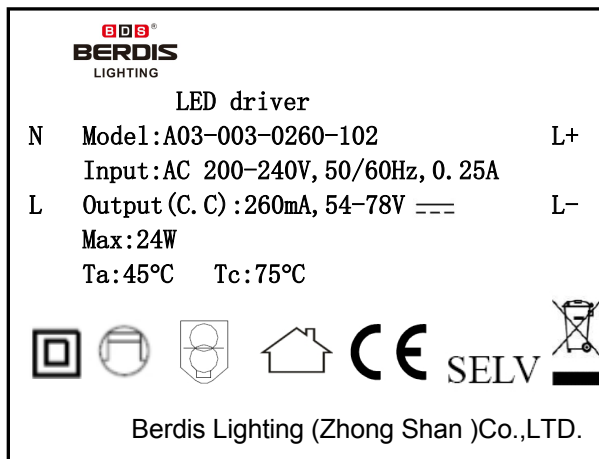 BDS®
BERDIS
LIGHTING
LED driver
N Model:A03-003-0260-102 L+
Input:AC 200-240V,50/60Hz,0.25A
L Output(C.C):260mA,54-78V L-
Max:24W
Ta:45℃ Tc:75℃
CE SELV
Berdis Lighting (Zhong Shan )Co.,LTD.